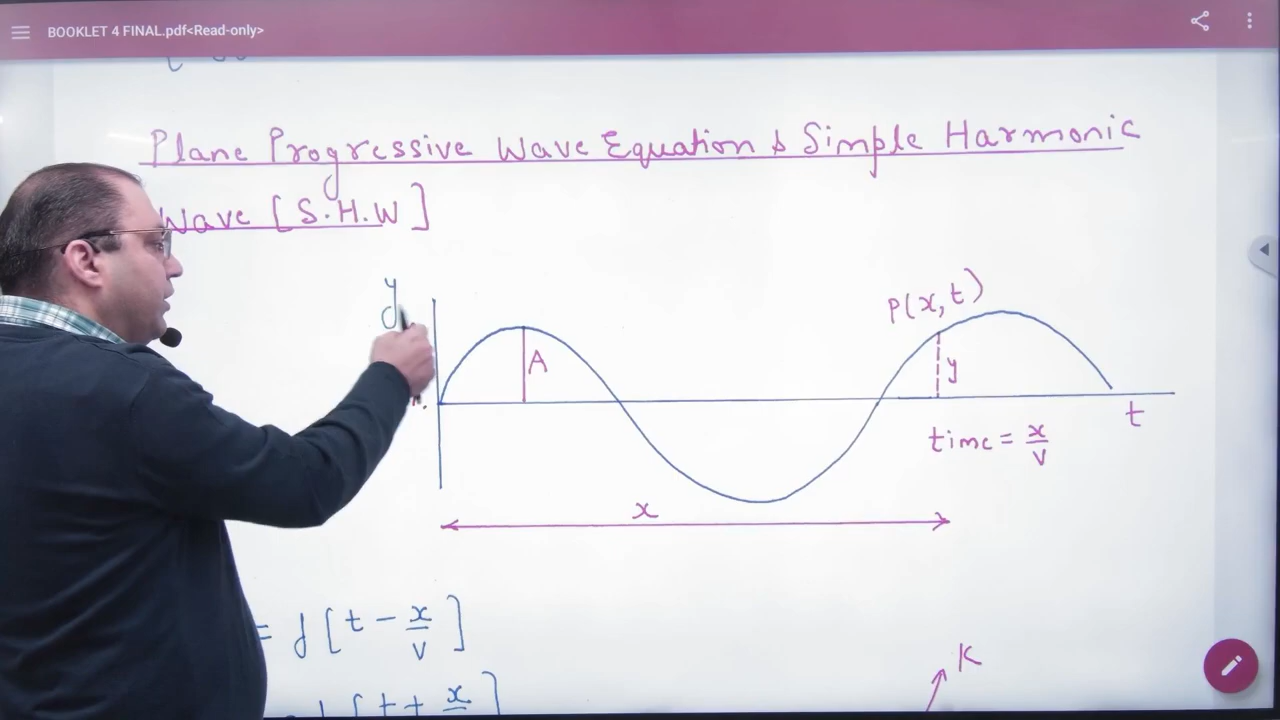 BOOKLET 4 FINAL.pdf<Read-only>
Plane Progressive Wave Equation & Simple Harmonic
Wave [S.H.W]
y
P(x,t)
A
y
t
time = x/v
x
= f[t - x/v]
[t + x
K